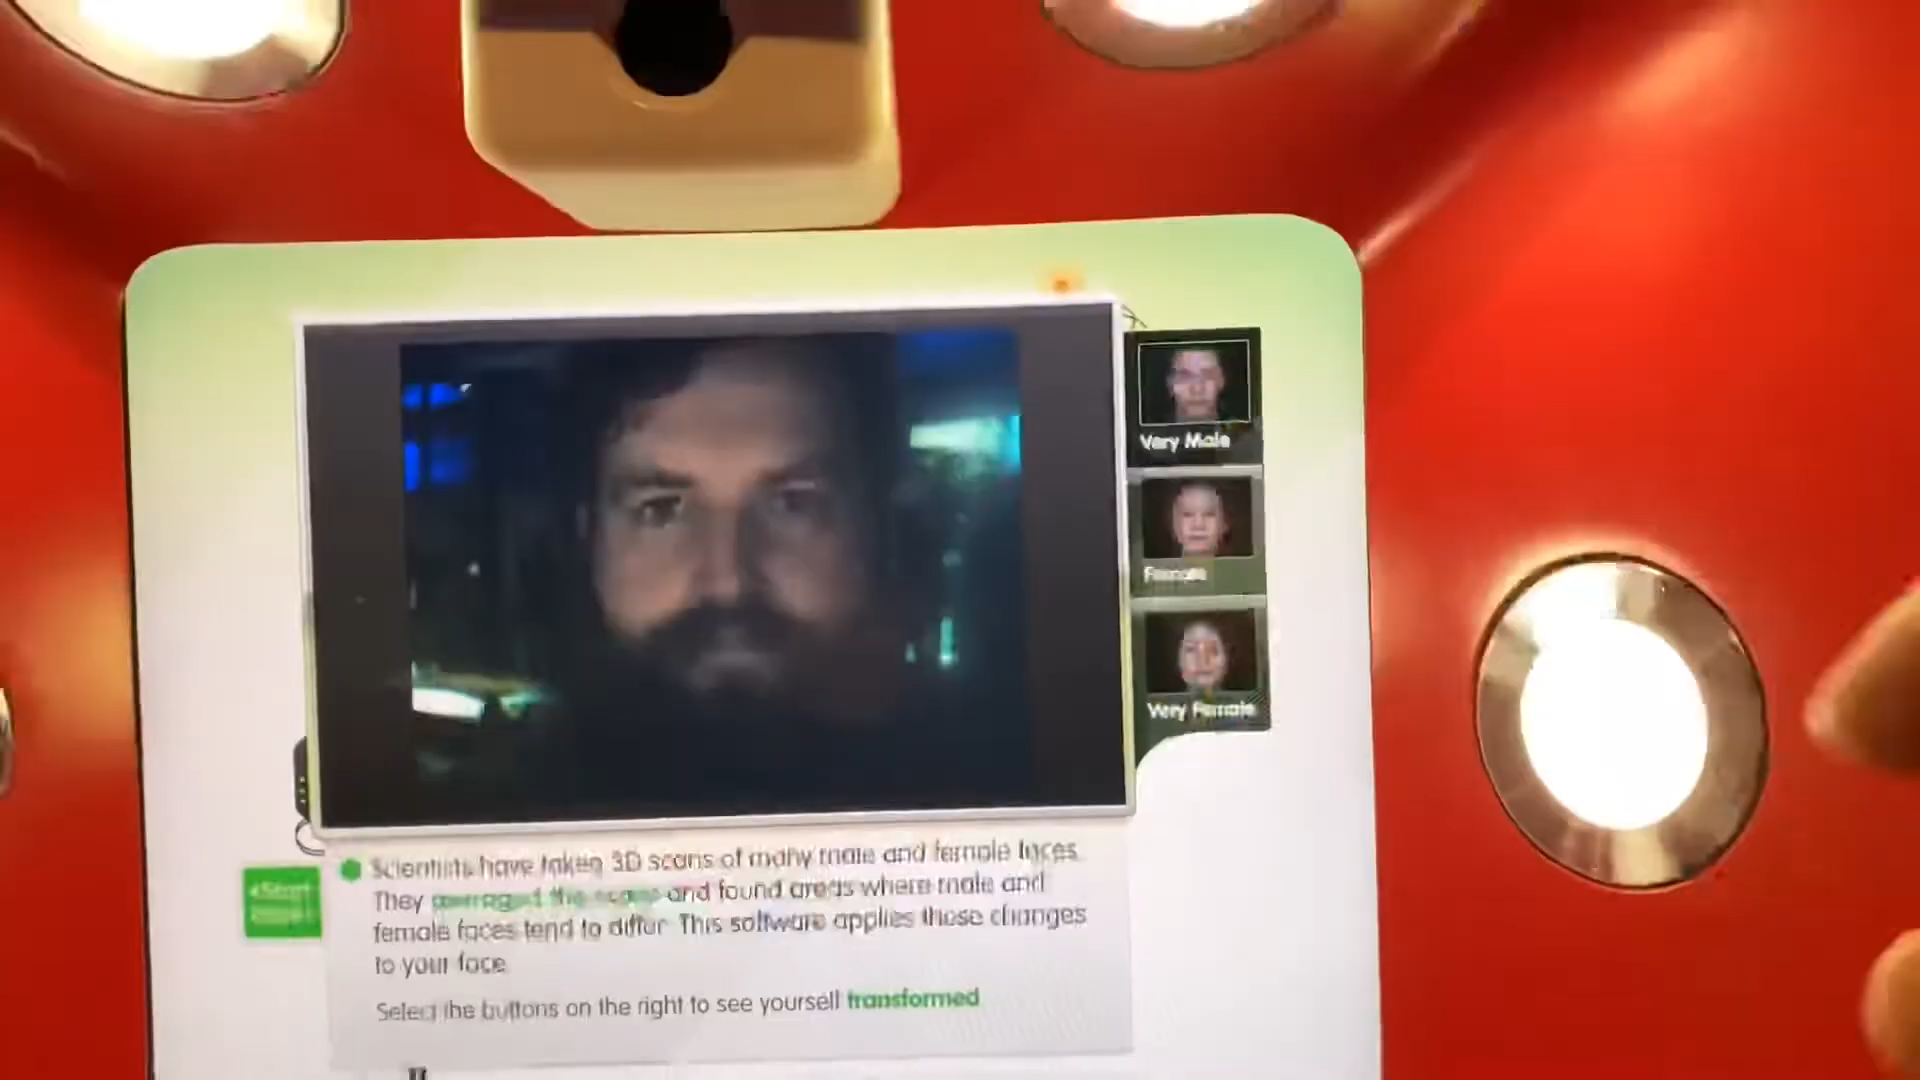 Very Male
Female
Very Female
Scientists have taken 3D scans of many male and female faces.
They averaged the scans and found areas where male and
female faces tend to differ. This software applies these changes
to your face
Select the buttons on the right to see yourself transformed